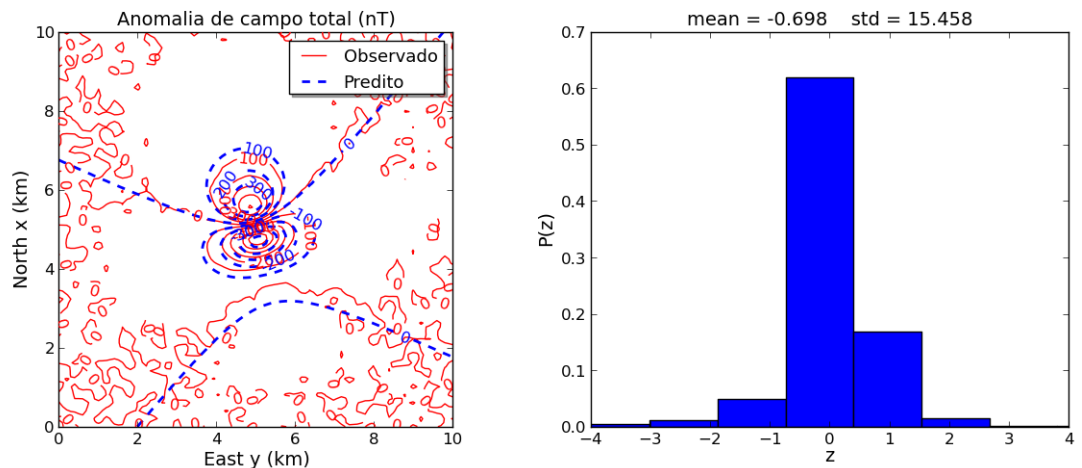 Anomalia de campo total (nT)
Observado
Predito
10
8
6
4
2
0
North x (km)
100
100
200
300
0
0
-100
100
200
0
0 2 4 6 8 10
East y (km)
mean = -0.698 std = 15.458
0.7
0.6
0.5
0.4
0.3
0.2
0.1
0.0
P(z)
−4 −3 −2 −1 0 1 2 3 4
z